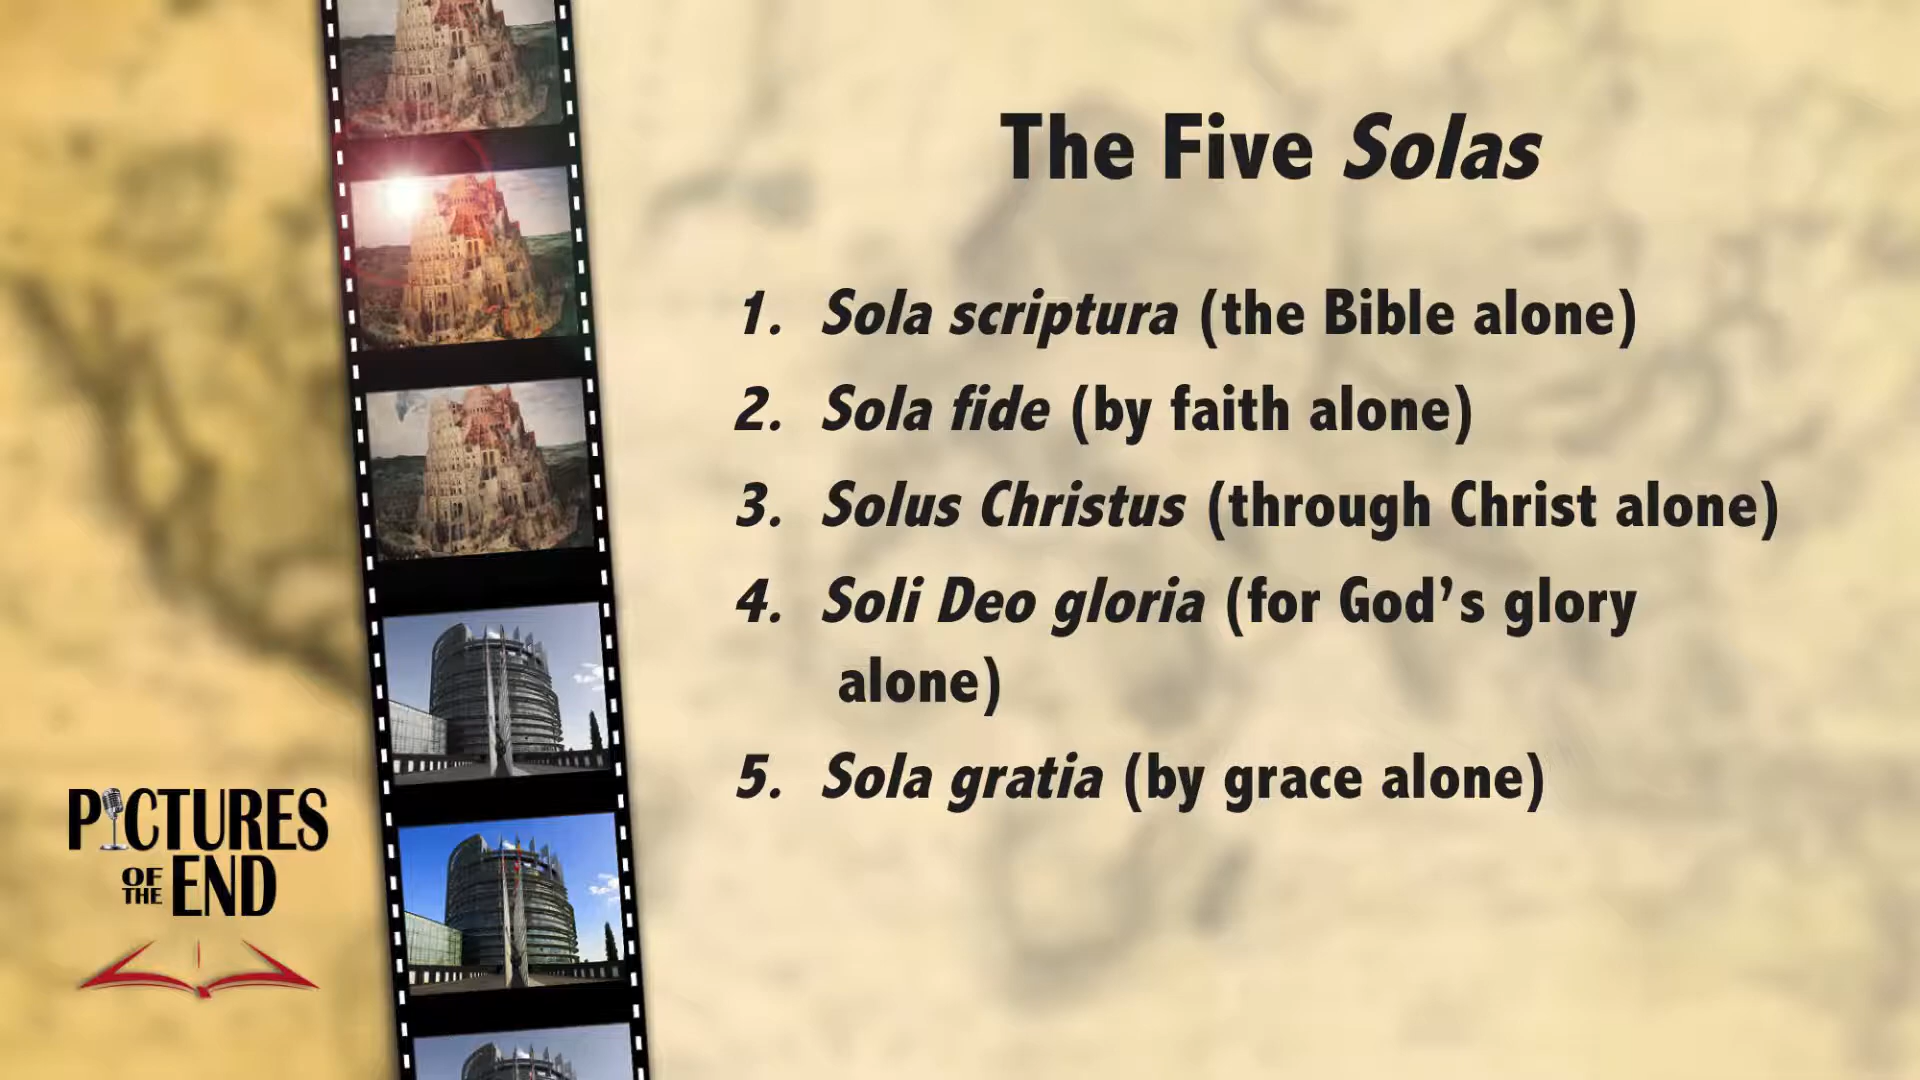 The Five Solas
1. Sola scriptura (the Bible alone)
2. Sola fide (by faith alone)
3. Solus Christus (through Christ alone)
4. Soli Deo gloria (for God’s glory
alone)
5. Sola gratia (by grace alone)
PICTURES
OF THE END